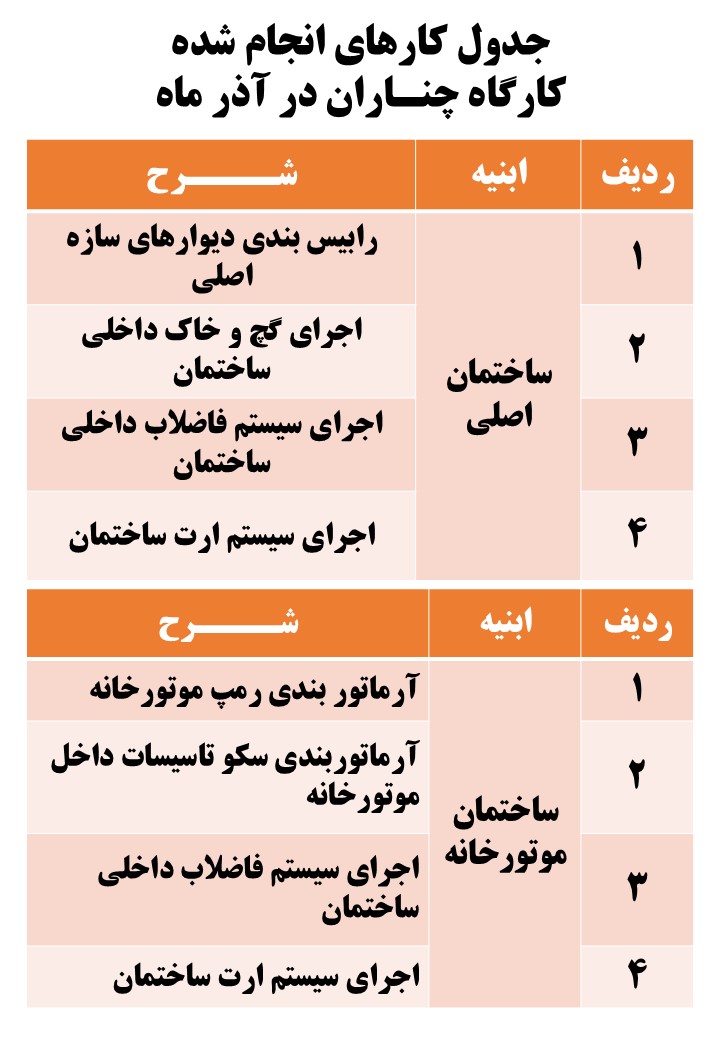 جدول کارهای انجام شده
کارگاه چنـــاران در آذر ماه
ردیف ابنیه شـــــــــرح
۱ رابیس بندی دیوارهای سازه
اصلی
۲ اجرای گچ و خاک داخلی
ساختمان
ساختمان
اصلی
۳ اجرای سیستم فاضلاب داخلی
ساختمان
۴ اجرای سیستم ارت ساختمان
ردیف ابنیه شـــــــــرح
۱ آرماتور بندی رمپ موتورخانه
۲ آرماتوربندی سکو تاسیسات داخل
موتورخانه
ساختمان
موتورخانه
۳ اجرای سیستم فاضلاب داخلی
ساختمان
۴ اجرای سیستم ارت ساختمان